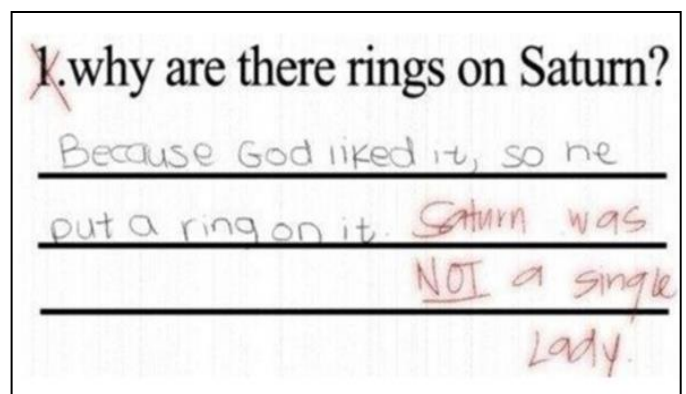 1.why are there rings on Saturn?
Because God liked it, so he
put a ring on it. Saturn was
NOT a single
Lady.